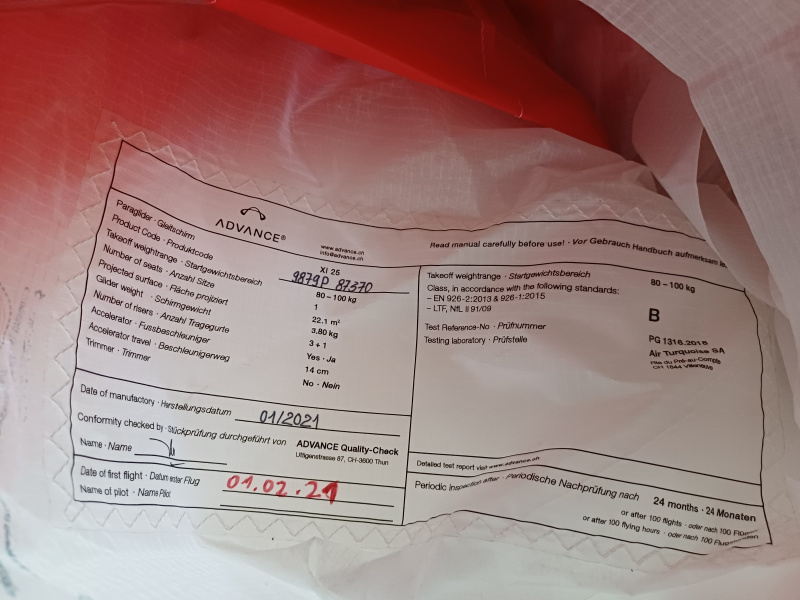 ADVANCE®
www.advance.ch
info@advance.ch
Read manual carefully before use! - Vor Gebrauch Handbuch aufmerksam
Paraglider · Gleitschirm XI 25
Product Code · Produktcode 9879P 87370
Takeoff weightrange · Startgewichtsbereich 80 – 100 kg
Number of seats · Anzahl Sitze 1
Projected surface · Fläche projiziert 22.1 m²
Glider weight · Schirmgewicht 3.80 kg
Number of risers · Anzahl Tragegurte 3 + 1
Accelerator · Fussbeschleuniger Yes · Ja
Accelerator travel · Beschleunigerweg 14 cm
Trimmer · Trimmer No · Nein
Date of manufactory · Herstellungsdatum 01/2021
Conformity checked by · Stückprüfung durchgeführt von ADVANCE Quality-Check
Uttigenstrasse 87, CH-3600 Thun
Name · Name
Date of first flight · Datum erster Flug 01.02.21
Name of pilot · Name Pilot
Takeoff weightrange · Startgewichtsbereich 80 – 100 kg
Class, in accordance with the following standards:
– EN 926-2:2013 & 926-1:2015 B
– LTF, NfL II 91/09
Test Reference-No · Prüfnummer PG 1316.2018
Testing laboratory · Prüfstelle Air Turquoise SA
Rte du Pré-au-Comte
CH 1844 Villeneuve
Detailed test report visit www.advance.ch
Periodic Inspection after · Periodische Nachprüfung nach 24 months · 24 Monaten
or after 100 flights · oder nach 100
or after 100 flying hours · oder nach 100